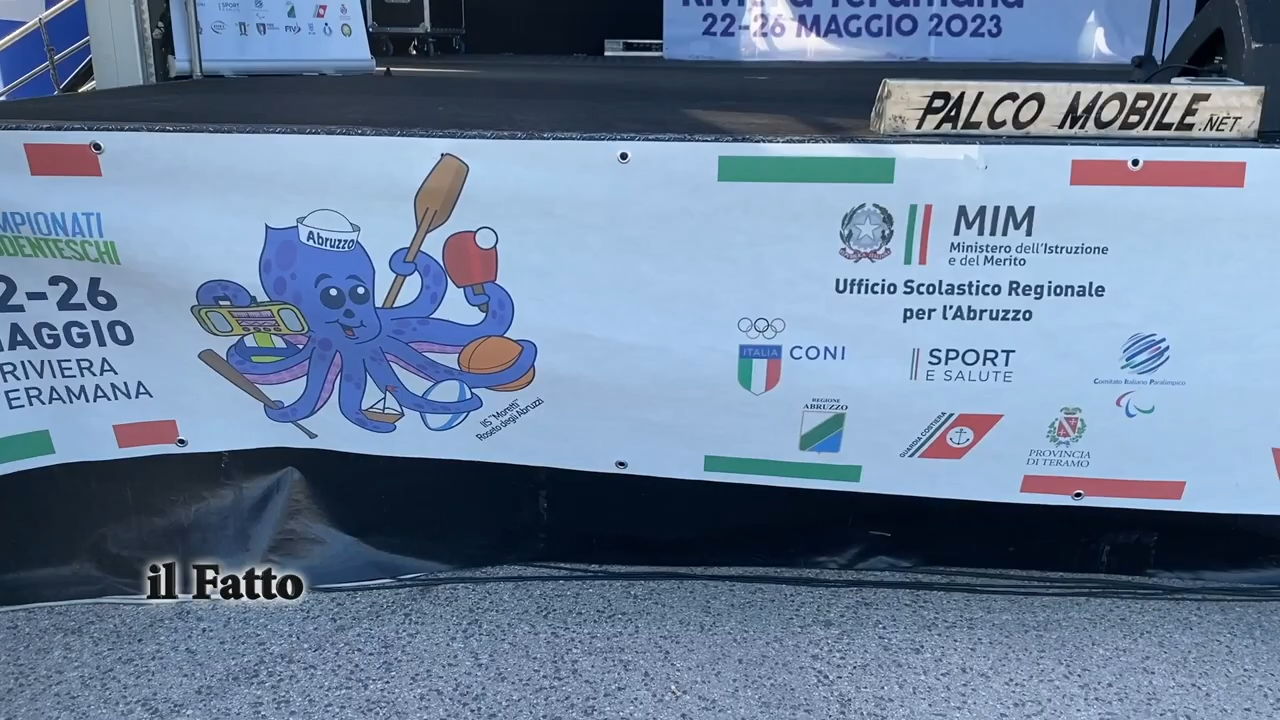 Riviera Teramana
22-26 MAGGIO 2023
PALCO MOBILE.NET
MPIONATI
DENTESCHI
2-26
MAGGIO
RIVIERA
TERAMANA
Abruzzo
IIS "Moretti"
Roseto degli Abruzzi
MIM
Ministero dell'Istruzione
e del Merito
Ufficio Scolastico Regionale
per l'Abruzzo
ITALIA
CONI
SPORT
E SALUTE
Comitato Italiano Paralimpico
REGIONE
ABRUZZO
GUARDIA COSTIERA
PROVINCIA
DI TERAMO
il Fatto